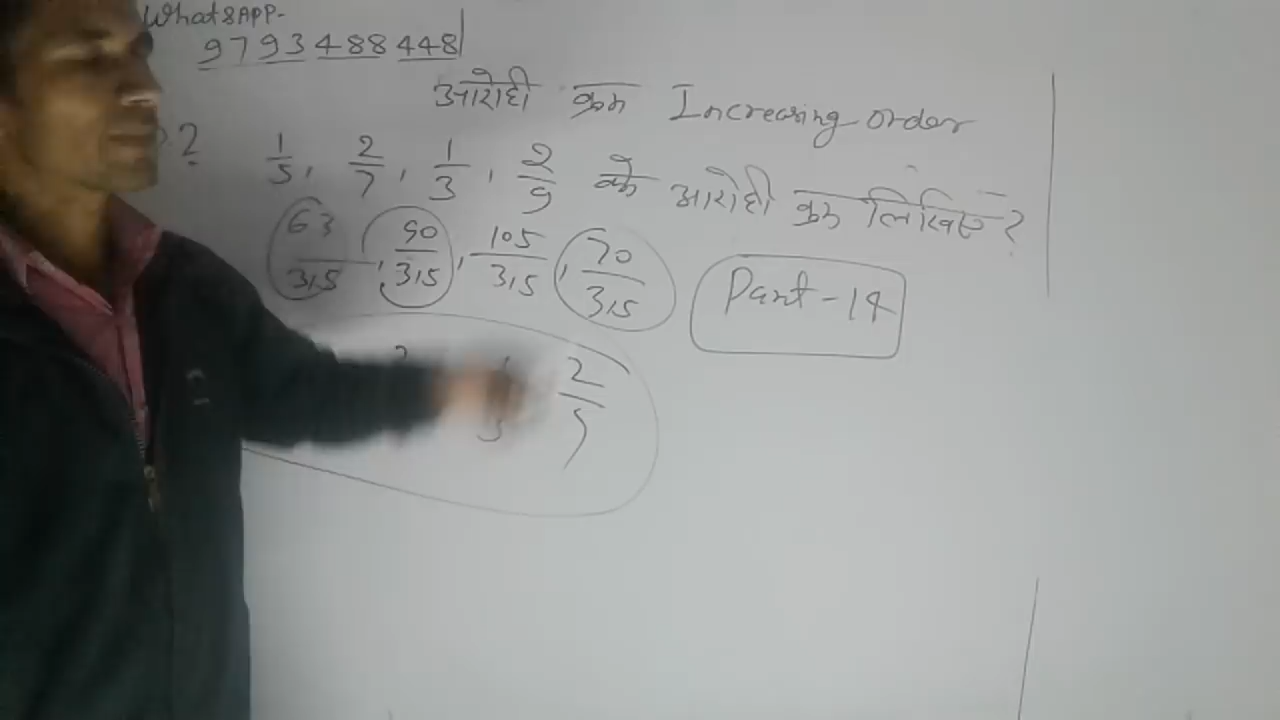 WhatsAPP-
9793488448
आरोही क्रम Increasing order
? 1/5, 2/7, 1/3, 2/9 के आरोही क्रम लिखिए?
63/315, 90/315, 105/315, 70/315
Part-14
2/5